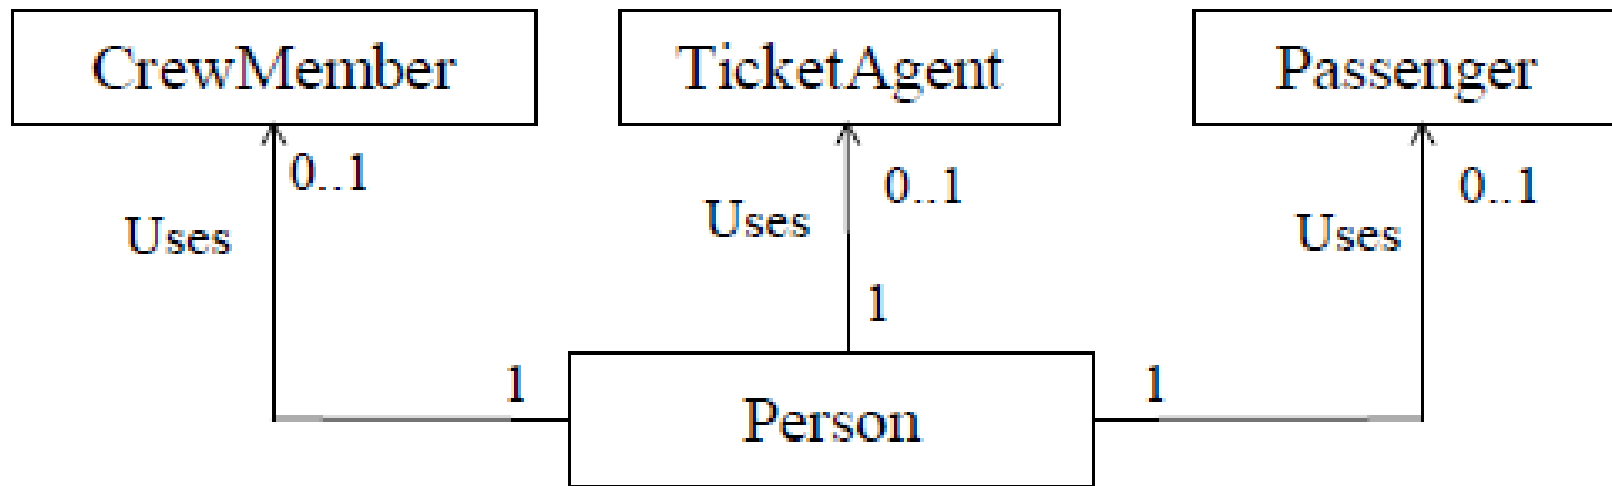 CrewMember
TicketAgent
Passenger
0..1
0..1
0..1
Uses
Uses
Uses
1
1
1
Person